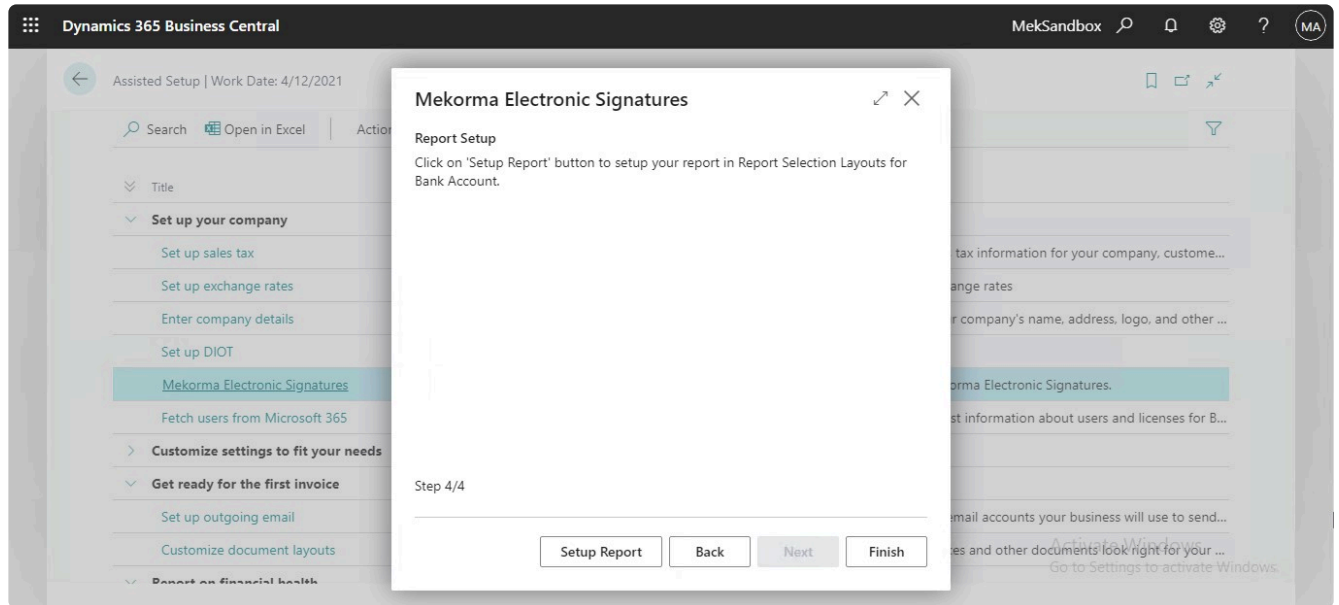 Dynamics 365 Business Central
MekSandbox
?
MA
Assisted Setup | Work Date: 4/12/2021
Search
Open in Excel
Title
Set up your company
Set up sales tax
Set up exchange rates
Enter company details
Set up DIOT
Mekorma Electronic Signatures
Fetch users from Microsoft 365
Customize settings to fit your needs
Get ready for the first invoice
Set up outgoing email
Customize document layouts
Report on financial health
Mekorma Electronic Signatures
Report Setup
Click on 'Setup Report' button to setup your report in Report Selection Layouts for
Bank Account.
Step 4/4
Setup Report
Back
Next
Finish
tax information for your company, custome...
ange rates
r company's name, address, logo, and other ...
orma Electronic Signatures.
st information about users and licenses for B...
email accounts your business will use to send...
es and other documents look right for your ...
Activate Windows
Go to Settings to activate Windows.